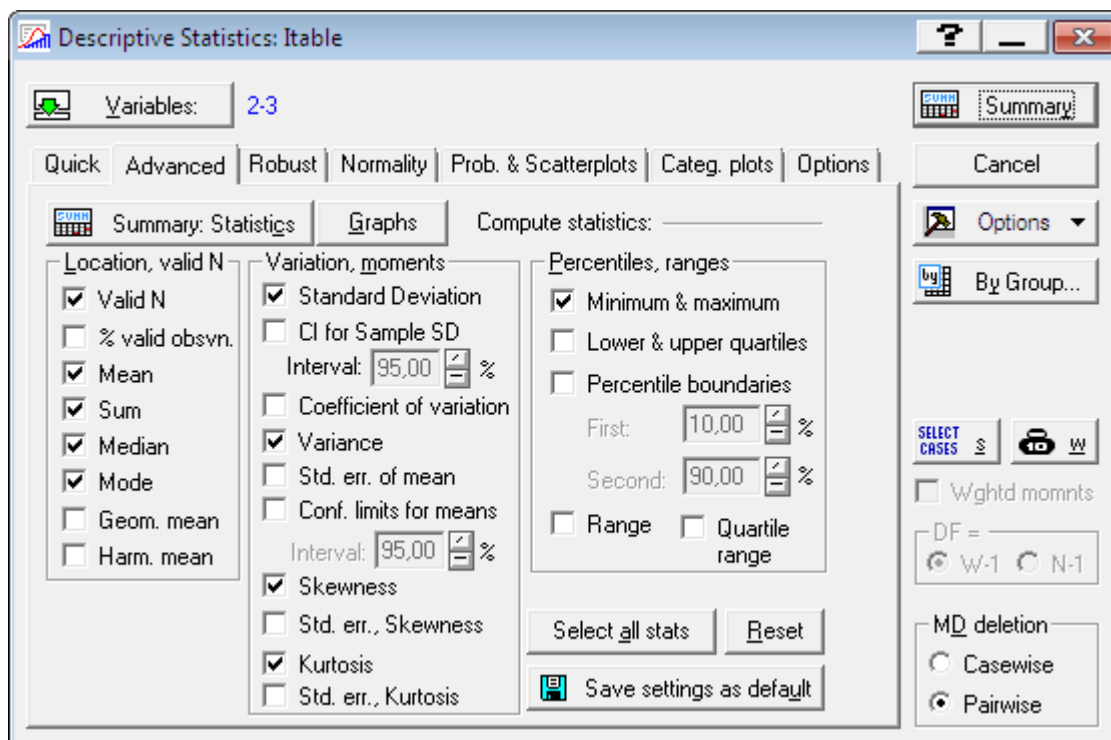 Descriptive Statistics: Itable
Variables: 2-3
Summary
Quick Advanced Robust Normality Prob. & Scatterplots Categ. plots Options
Cancel
SUMM Summary: Statistics Graphs Compute statistics:
Options
By Group...
Location, valid N
Valid N
% valid obsvn.
Mean
Sum
Median
Mode
Geom. mean
Harm. mean
Variation, moments
Standard Deviation
CI for Sample SD
Interval: 95,00 %
Coefficient of variation
Variance
Std. err. of mean
Conf. limits for means
Interval: 95,00 %
Skewness
Std. err., Skewness
Kurtosis
Std. err., Kurtosis
Percentiles, ranges
Minimum & maximum
Lower & upper quartiles
Percentile boundaries
First: 10,00 %
Second: 90,00 %
Range
Quartile
range
Select all stats Reset
Save settings as default
SELECT
CASES S W
Wghtd momnts
DF =
W-1 N-1
MD deletion
Casewise
Pairwise